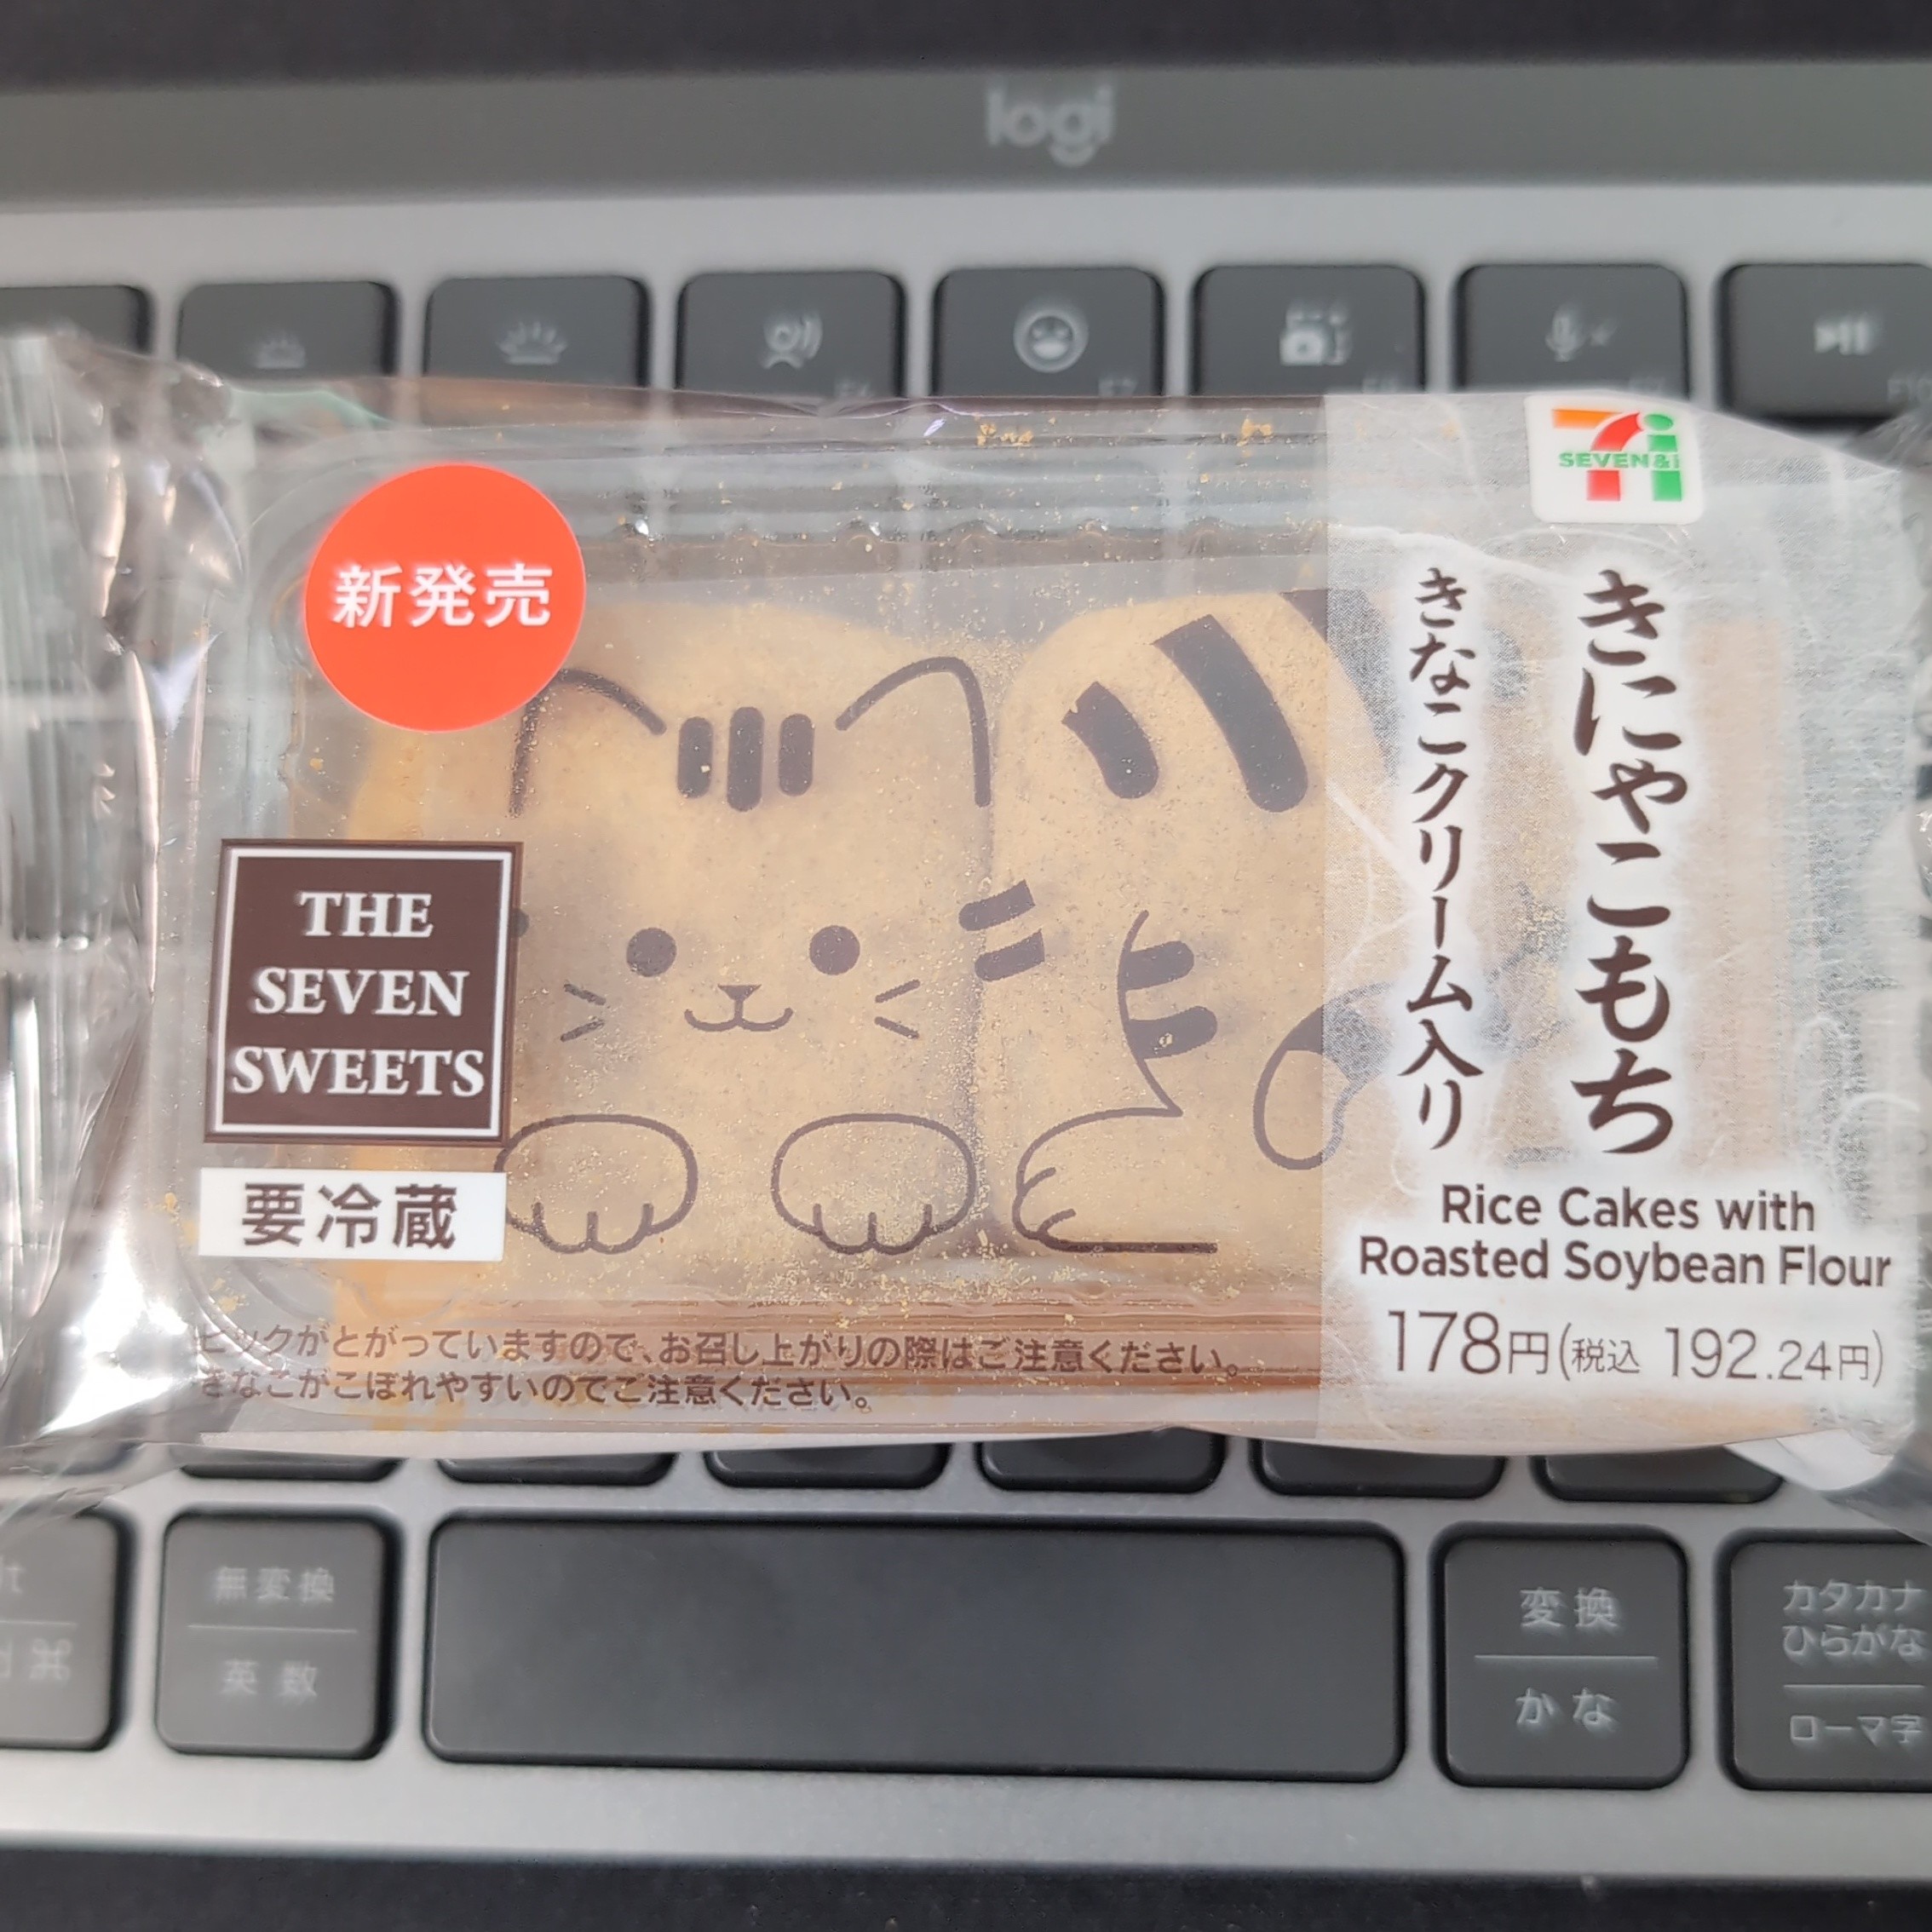 logi
SEVEN&i
新発売
きにゃこもち
きなこクリーム入り
THE
SEVEN
SWEETS
要冷蔵
Rice Cakes with
Roasted Soybean Flour
178円(税込 192.24円)
ピックがとがっていますので、お召し上がりの際はご注意ください。
きなこがこぼれやすいのでご注意ください。
無変換
英数
変換
かな
カタカナ
ひらがな
ローマ字